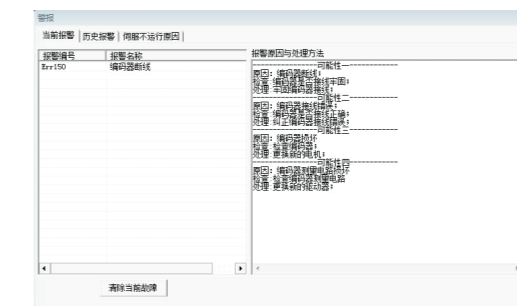 警报
当前报警 历史报警 伺服不运行原因
报警编号 报警名称
Err150 编码器断线
报警原因与处理方法
----------------可能性一----------------
原因: 编码器断线;
检查: 编码器是否接线牢固;
处理: 牢固编码器接线;
----------------可能性二----------------
原因: 编码器接线错误;
检查: 编码器是否接线正确;
处理: 纠正编码器接线错误;
----------------可能性三----------------
原因: 编码器损坏
检查: 检查编码器;
处理: 更换新的电机;
----------------可能性四----------------
原因: 编码器测量电路损坏
检查: 检查编码器测量电路
处理: 更换新的驱动器;
清除当前故障